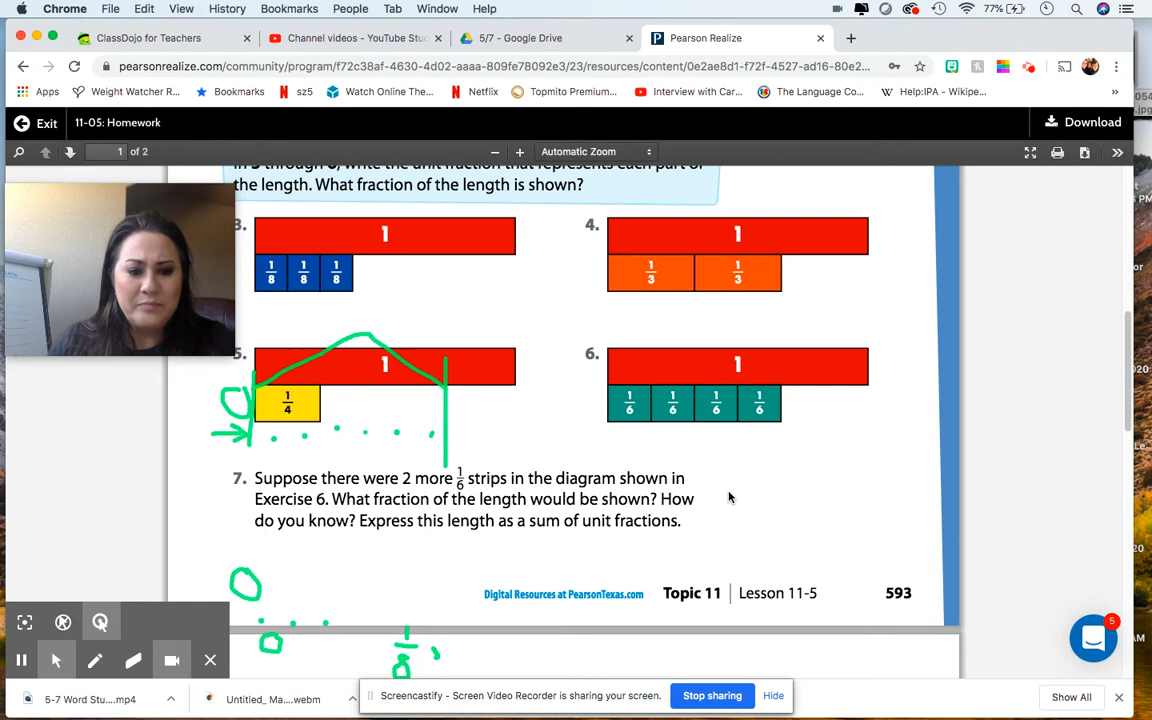 Chrome File Edit View History Bookmarks People Tab Window Help 77%
ClassDojo for Teachers × Channel videos - YouTube Stu × 5/7 - Google Drive × Pearson Realize × +
pearsonrealize.com/community/program/f72c38af-4630-4d02-aaaa-809fe78092e3/23/resources/content/0e2ae8d1-f72f-4527-ad16-80e2...
Apps Weight Watcher R... Bookmarks sz5 Watch Online The... Netflix Topmito Premium... Interview with Car... The Language Co... Help:IPA - Wikipe... »
Exit 11-05: Homework Download
1 of 2 Automatic Zoom
the length. What fraction of the length is shown?
3. 1 4. 1
1/8 1/8 1/8 1/3 1/3
5. 1 6. 1
0 1/4 1/6 1/6 1/6 1/6
7. Suppose there were 2 more 1/6 strips in the diagram shown in
Exercise 6. What fraction of the length would be shown? How
do you know? Express this length as a sum of unit fractions.
0
Digital Resources at PearsonTexas.com Topic 11 | Lesson 11-5 593
1/8 ,
5
5-7 Word Stu....mp4 Untitled_ Ma....webm Screencastify - Screen Video Recorder is sharing your screen. Stop sharing Hide Show All ×